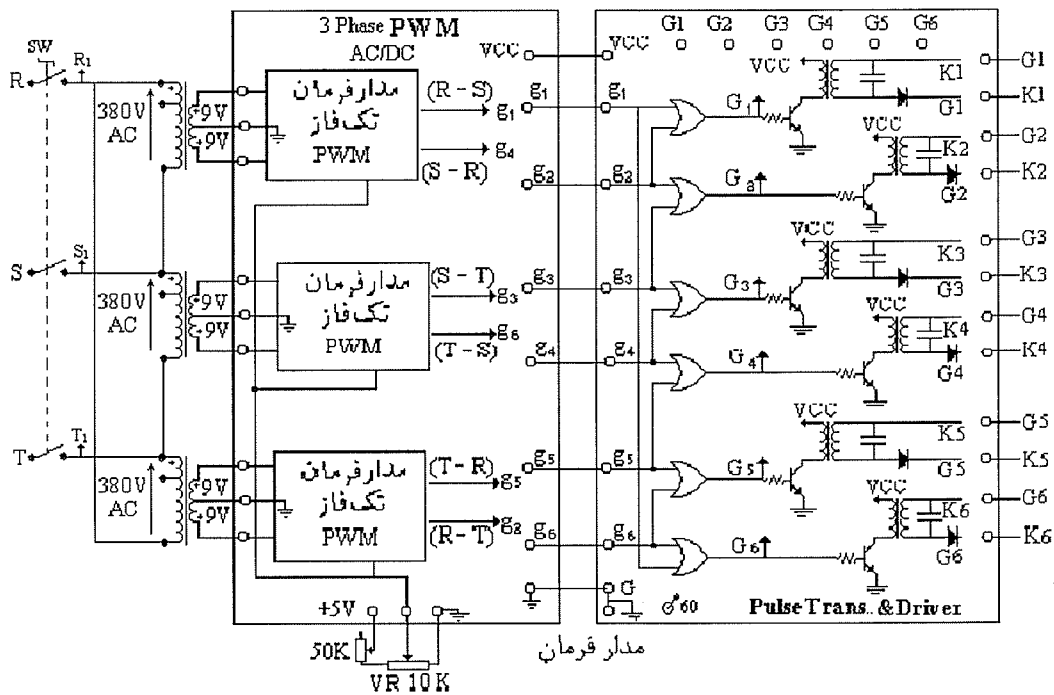 3 Phase PWM
AC/DC
SW
R
R1
380V
AC
+9V
+9V
مدار فرمان
تک فاز
PWM
(R - S)
g1
g4
(S - R)
S
S1
380V
AC
+9V
+9V
مدار فرمان
تک فاز
PWM
(S - T)
g3
g6
(T - S)
T
T1
380V
AC
+9V
+9V
مدار فرمان
تک فاز
PWM
(T - R)
g5
g2
(R - T)
VCC
g1
g2
g3
g4
g5
g6
+5V
50K
VR 10K
مدار فرمان
G1 G2 G3 G4 G5 G6
VCC
g1
g2
g3
g4
g5
g6
G
G1
VCC
K1
G1
G1
K1
G2
VCC
K2
G2
G2
K2
G3
VCC
K3
G3
G3
K3
G4
VCC
K4
G4
G4
K4
G5
VCC
K5
G5
G5
K5
G6
VCC
K6
G6
G6
K6
60
Pulse Trans.. & Driver